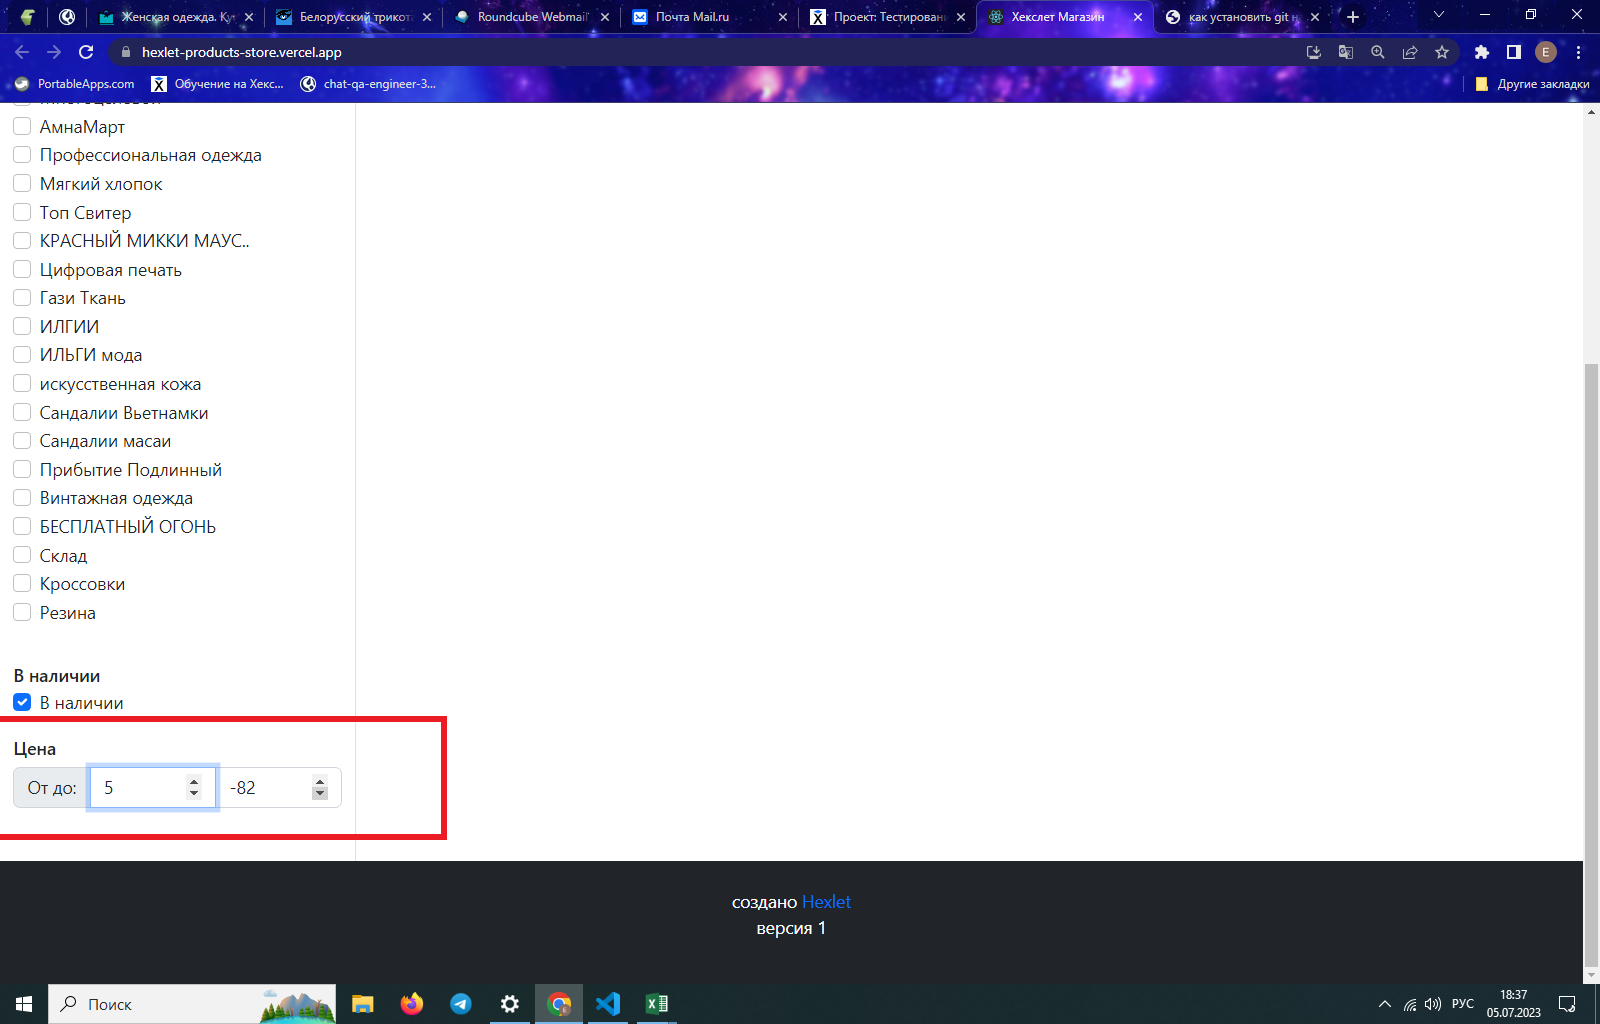 Женская одежда. Ку
Белорусский трикот
Roundcube Webmail
Почта Mail.ru
Проект: Тестирован
Хекслет Магазин
как установить git н
hexlet-products-store.vercel.app
E
PortableApps.com
Обучение на Хекс...
chat-qa-engineer-3...
Другие закладки
АмнаМарт
Профессиональная одежда
Мягкий хлопок
Топ Свитер
КРАСНЫЙ МИККИ МАУС..
Цифровая печать
Гази Ткань
ИЛГИИ
ИЛЬГИ мода
искусственная кожа
Сандалии Вьетнамки
Сандалии масаи
Прибытие Подлинный
Винтажная одежда
БЕСПЛАТНЫЙ ОГОНЬ
Склад
Кроссовки
Резина
В наличии
В наличии
Цена
От до: 5 -82
создано Hexlet
версия 1
Поиск
РУС
18:37
05.07.2023